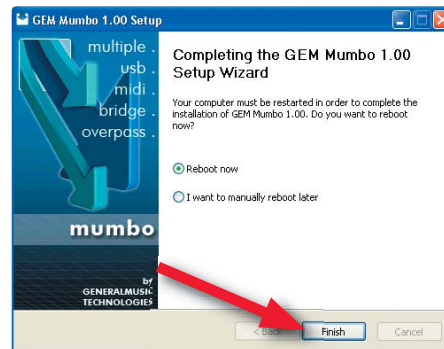 GEM Mumbo 1.00 Setup
multiple .
usb .
midi .
bridge .
overpass .
mumbo
by
GENERALMUSIC
TECHNOLOGIES
Completing the GEM Mumbo 1.00
Setup Wizard
Your computer must be restarted in order to complete the
installation of GEM Mumbo 1.00. Do you want to reboot
now?
Reboot now
I want to manually reboot later
< Back
Finish
Cancel